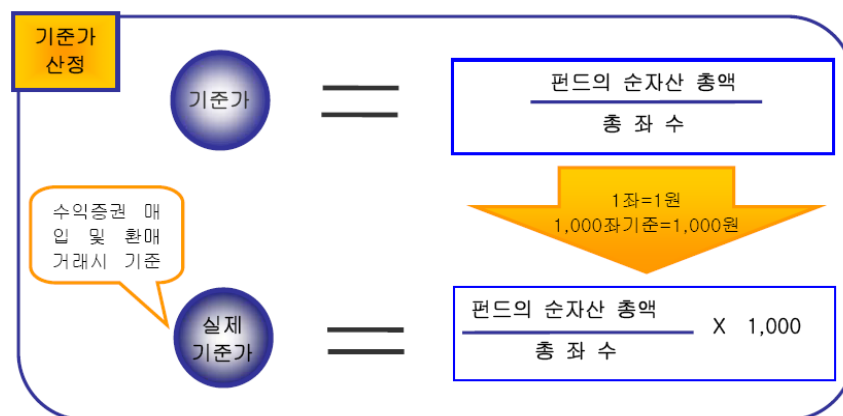 기준가
산정
기준가
펀드의 순자산 총액
총 좌 수
1좌=1원
1,000좌기준=1,000원
수익증권 매
입 및 환매
거래시 기준
실제
기준가
펀드의 순자산 총액
X 1,000
총 좌 수